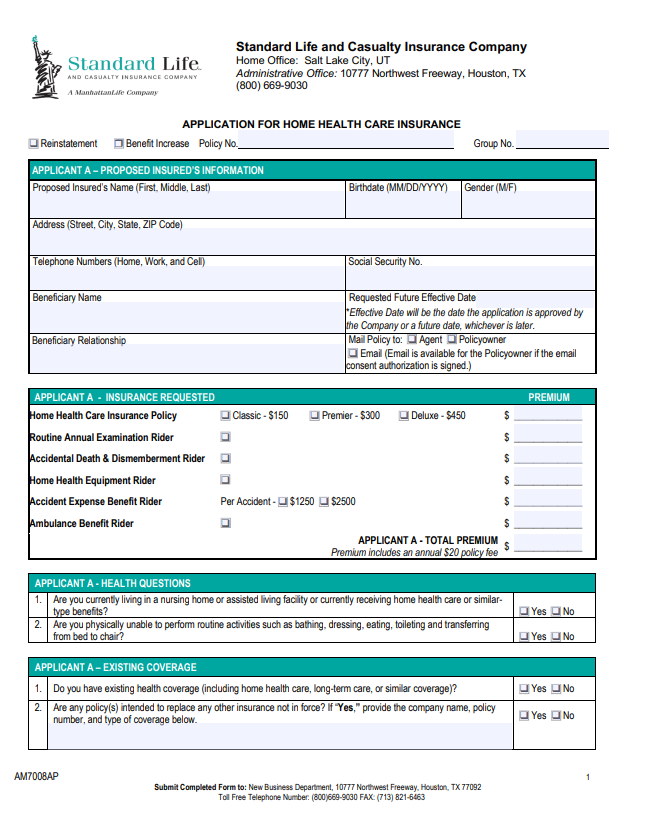 Standard Life
AND CASUALTY INSURANCE COMPANY
A ManhattanLife Company
Standard Life and Casualty Insurance Company
Home Office: Salt Lake City, UT
Administrative Office: 10777 Northwest Freeway, Houston, TX
(800) 669-9030
APPLICATION FOR HOME HEALTH CARE INSURANCE
Reinstatement Benefit Increase Policy No. Group No.
APPLICANT A – PROPOSED INSURED'S INFORMATION
Proposed Insured's Name (First, Middle, Last) Birthdate (MM/DD/YYYY) Gender (M/F)
Address (Street, City, State, ZIP Code)
Telephone Numbers (Home, Work, and Cell) Social Security No.
Beneficiary Name Requested Future Effective Date
*Effective Date will be the date the application is approved by
the Company or a future date, whichever is later.
Beneficiary Relationship Mail Policy to: Agent Policyowner
Email (Email is available for the Policyowner if the email
consent authorization is signed.)
APPLICANT A - INSURANCE REQUESTED PREMIUM
Home Health Care Insurance Policy Classic - $150 Premier - $300 Deluxe - $450 $
Routine Annual Examination Rider $
Accidental Death & Dismemberment Rider $
Home Health Equipment Rider $
Accident Expense Benefit Rider Per Accident - $1250 $2500 $
Ambulance Benefit Rider $
APPLICANT A - TOTAL PREMIUM $
Premium includes an annual $20 policy fee
APPLICANT A - HEALTH QUESTIONS
1. Are you currently living in a nursing home or assisted living facility or currently receiving home health care or similar-
type benefits? Yes No
2. Are you physically unable to perform routine activities such as bathing, dressing, eating, toileting and transferring
from bed to chair? Yes No
APPLICANT A – EXISTING COVERAGE
1. Do you have existing health coverage (including home health care, long-term care, or similar coverage)? Yes No
2. Are any policy(s) intended to replace any other insurance not in force? If "Yes," provide the company name, policy
number, and type of coverage below. Yes No
AM7008AP 1
Submit Completed Form to: New Business Department, 10777 Northwest Freeway, Houston, TX 77092
Toll Free Telephone Number: (800)669-9030 FAX: (713) 821-6463